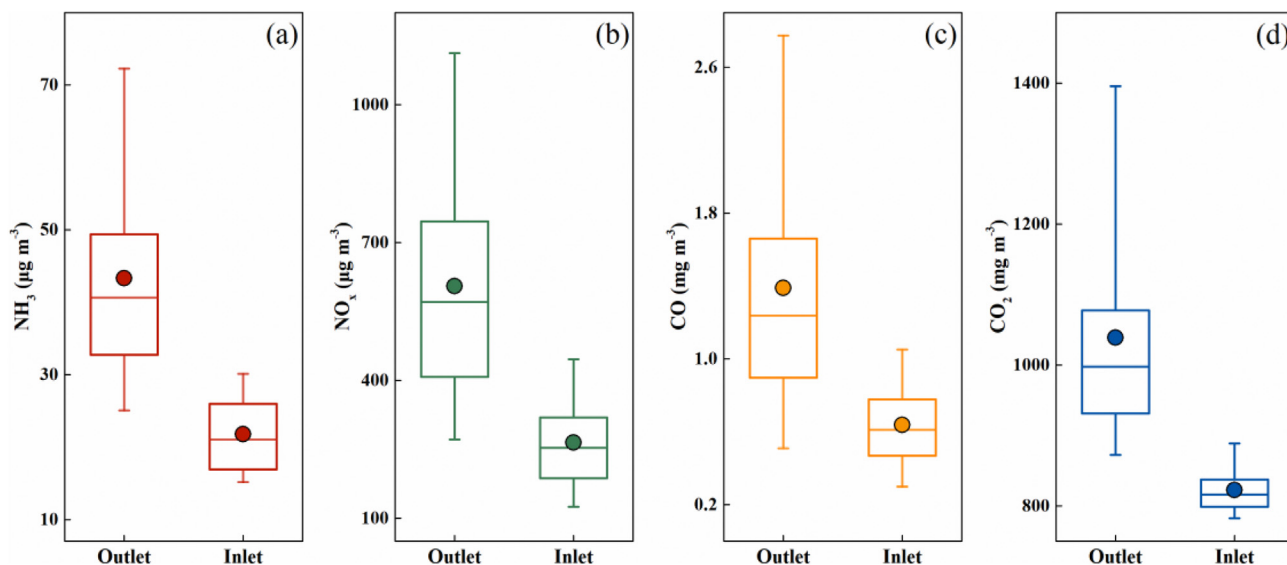 (a)
NH₃ (μg m⁻³)
70
50
30
10
Outlet Inlet
(b)
NOₓ (μg m⁻³)
1000
700
400
100
Outlet Inlet
(c)
CO (mg m⁻³)
2.6
1.8
1.0
0.2
Outlet Inlet
(d)
CO₂ (mg m⁻³)
1400
1200
1000
800
Outlet Inlet